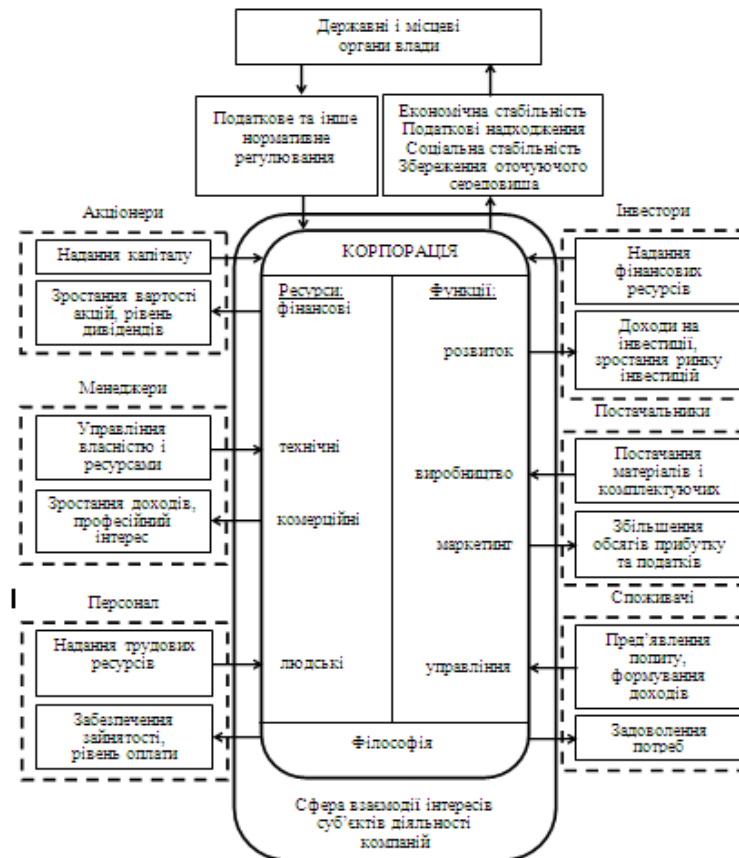 Державні і місцеві
органи влади
Податкове та інше
нормативне
регулювання
Економічна стабільність
Податкові надходження
Соціальна стабільність
Збереження оточуючого
середовиша
Акціонери
Надання капіталу
Зростання вартості
акцій, рівень
дивидендів
Менеджери
Управління
власністю і
ресурсами
Зростання доходів,
професійний
інтерес
Персонал
Надання трудових
ресурсів
Забезпечення
зайнятості,
рівень оплати
КОРПОРАЦІЯ
Ресурси:
фінансові
технічні
комерційні
людські
Функції:
розвиток
виробництво
маркетинг
управління
Філософія
Сфера взаємодії інтересів
суб’єктів діяльності
компаній
Інвестори
Надання
фінансових
ресурсів
Доходи на
інвестиції,
зростання ринку
інвестицій
Постачальники
Постачання
матеріалів і
комплектуючих
Збільшення
обсягів прибутку
та податків
Споживачі
Пред’явлення
попиту,
формування
доходів
Задоволення
потреб